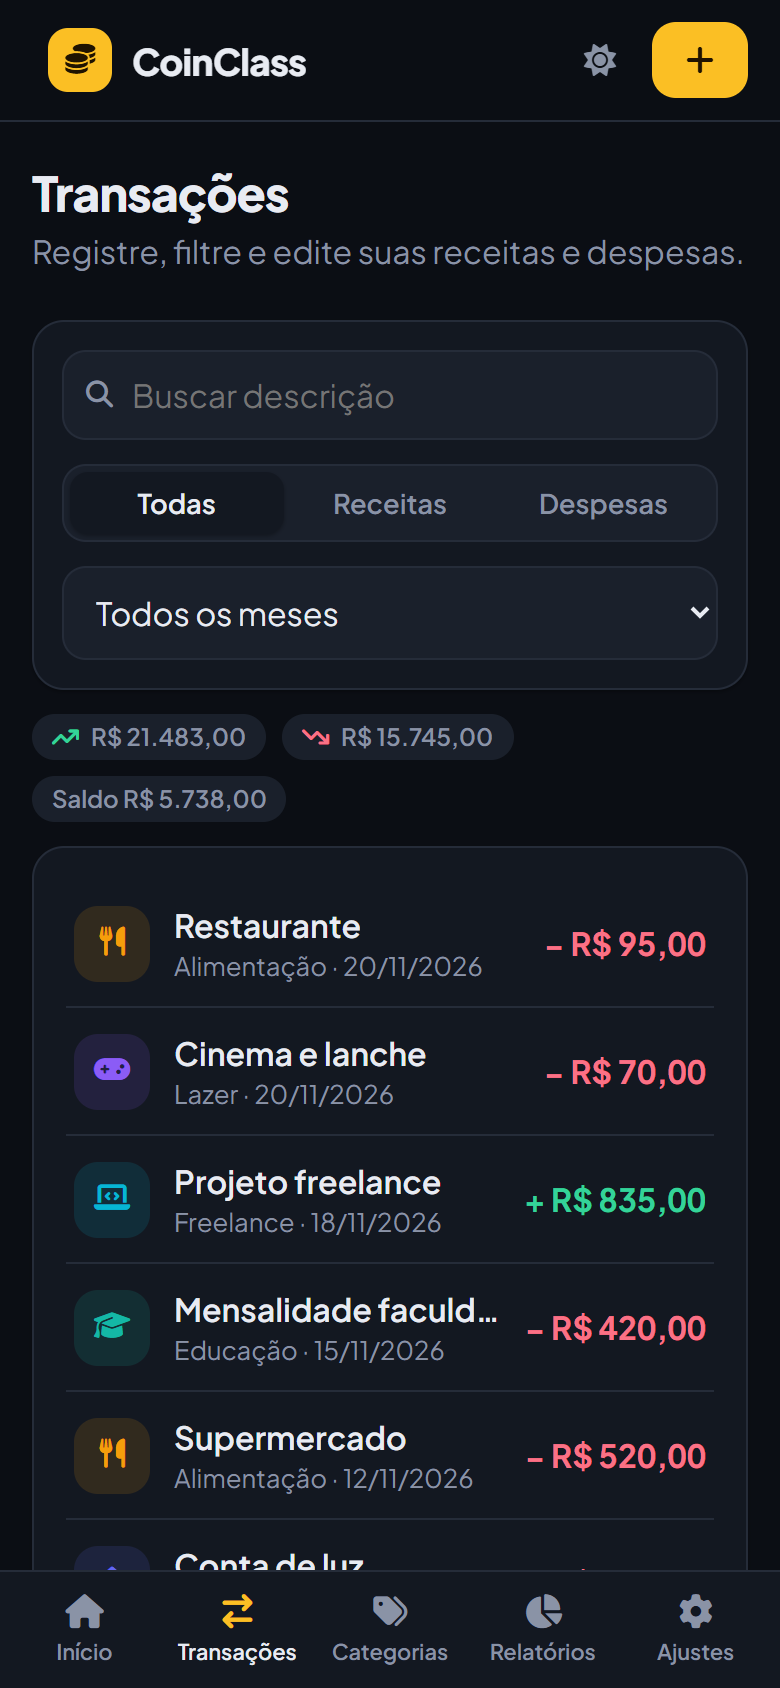 CoinClass
Transações
Registre, filtre e edite suas receitas e despesas.
Buscar descrição
Todas Receitas Despesas
Todos os meses
R$ 21.483,00 R$ 15.745,00
Saldo R$ 5.738,00
Restaurante
Alimentação · 20/11/2026
– R$ 95,00
Cinema e lanche
Lazer · 20/11/2026
– R$ 70,00
Projeto freelance
Freelance · 18/11/2026
+ R$ 835,00
Mensalidade faculd...
Educação · 15/11/2026
– R$ 420,00
Supermercado
Alimentação · 12/11/2026
– R$ 520,00
Conta de luz
Início Transações Categorias Relatórios Ajustes